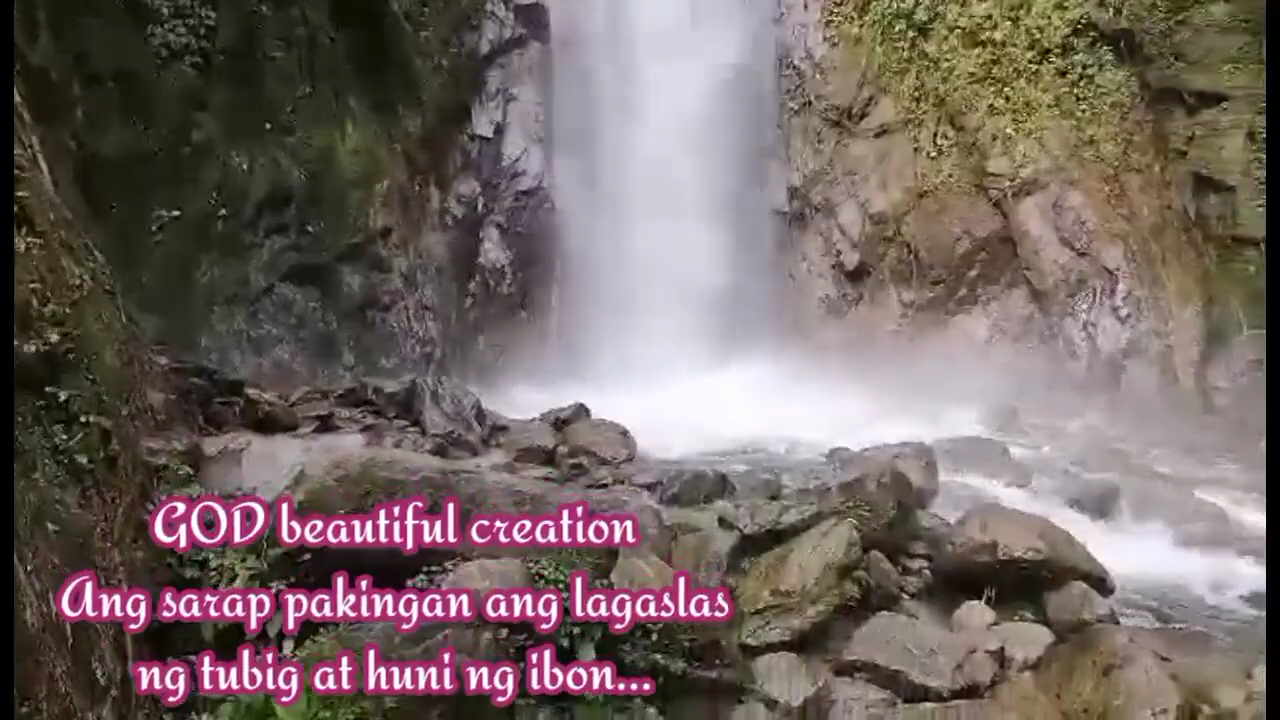 GOD beautiful creation
Ang sarap pakingan ang lagaslas
ng tubig at huni ng ibon...